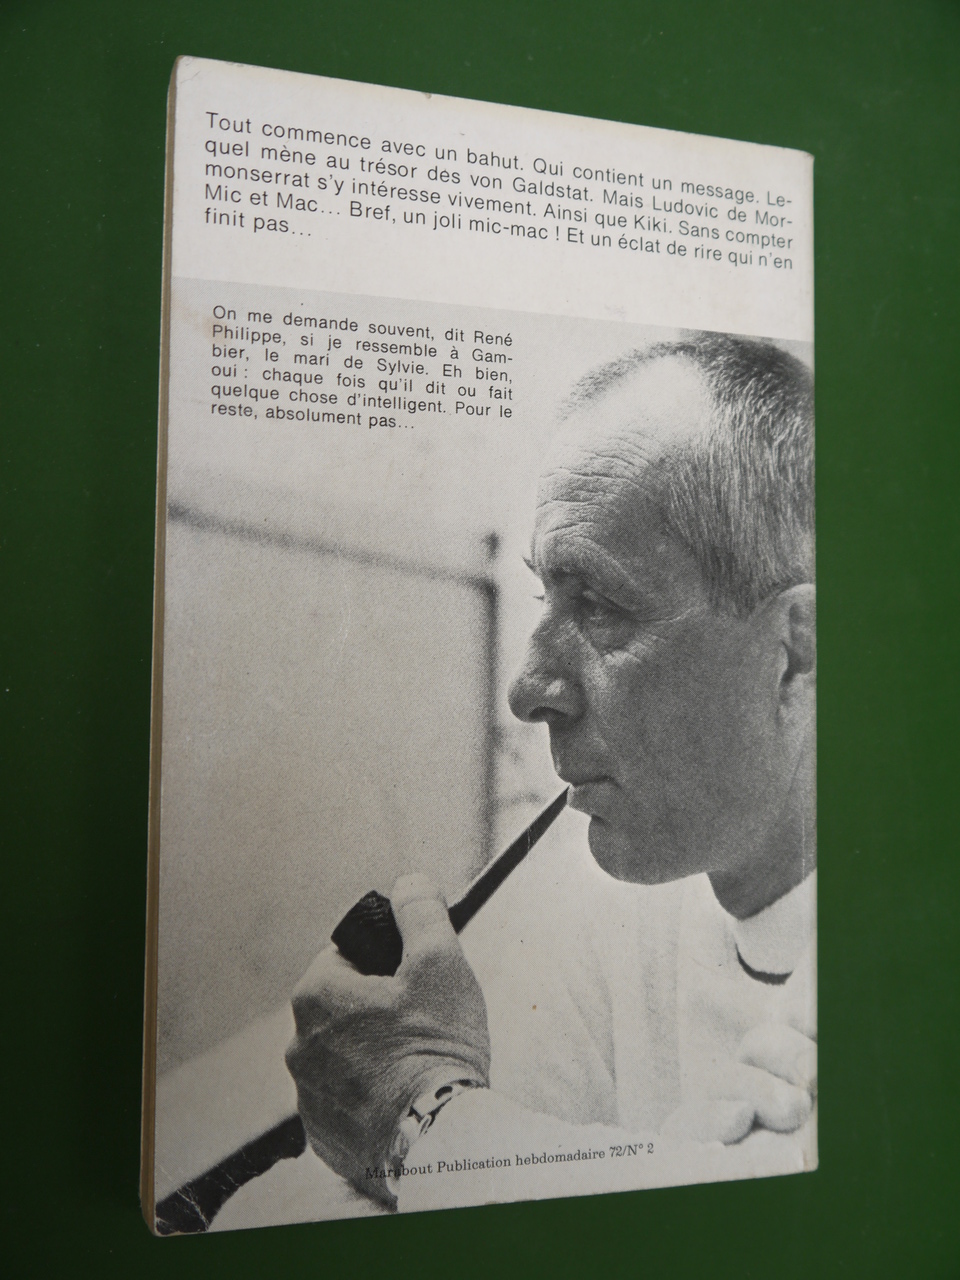 Tout commence avec un bahut. Qui contient un message. Le-
quel mène au trésor des von Galdstat. Mais Ludovic de Mor-
monserrat s'y intéresse vivement. Ainsi que Kiki. Sans compter
Mic et Mac... Bref, un joli mic-mac ! Et un éclat de rire qui n'en
finit pas...
On me demande souvent, dit René
Philippe, si je ressemble à Gam-
bier, le mari de Sylvie. Eh bien,
oui : chaque fois qu'il dit ou fait
quelque chose d'intelligent. Pour le
reste, absolument pas...
Marabout Publication hebdomadaire 72/N° 2